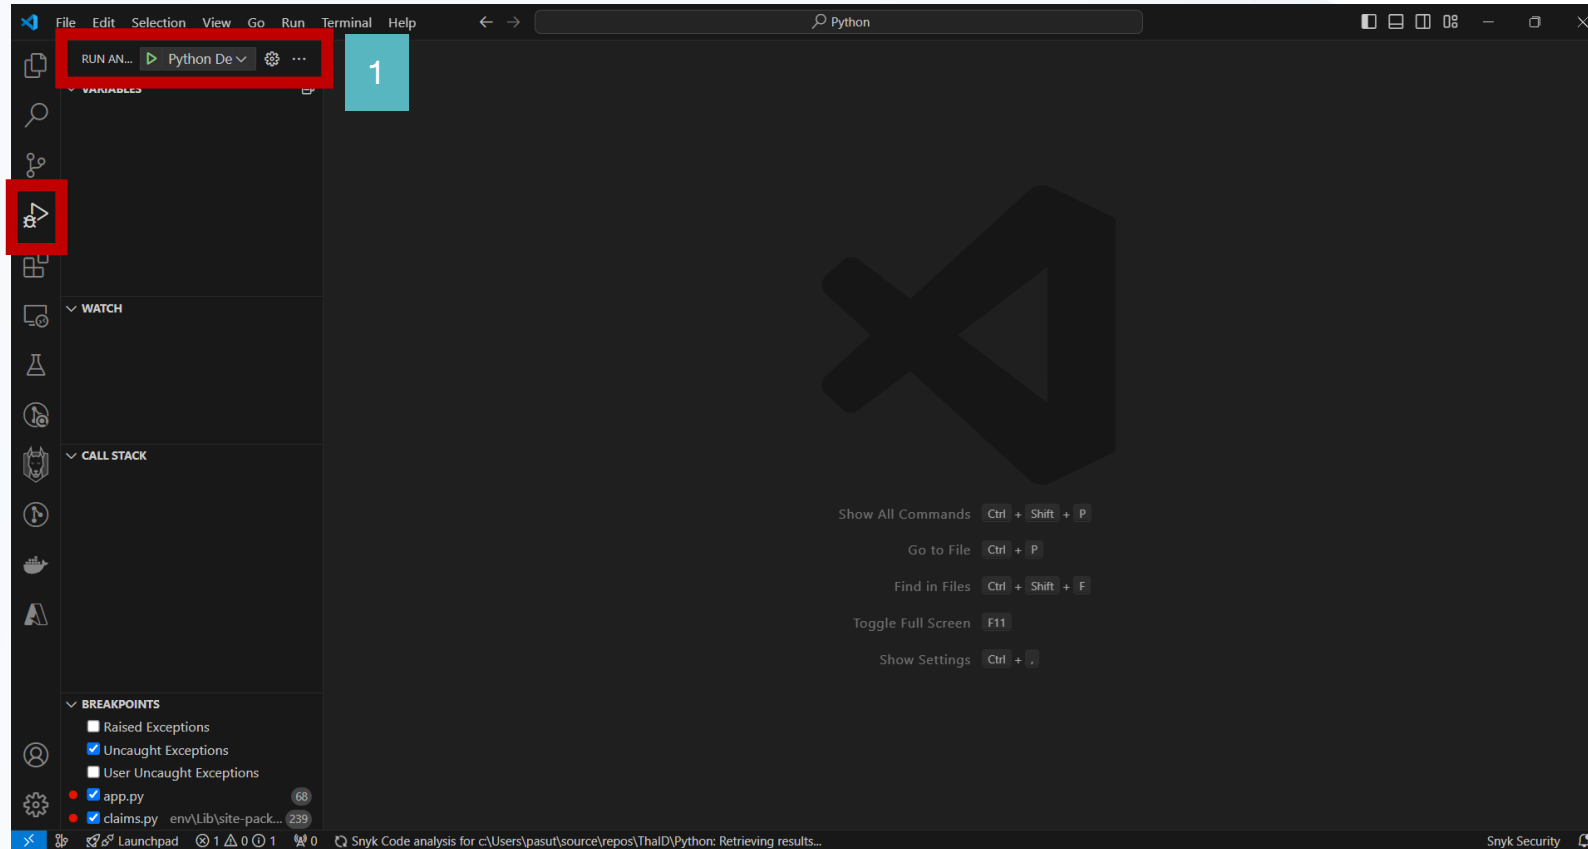 File Edit Selection View Go Run Terminal Help
Python
RUN AN... Python De
1
VARIABLES
WATCH
CALL STACK
Show All Commands Ctrl + Shift + P
Go to File Ctrl + P
Find in Files Ctrl + Shift + F
Toggle Full Screen F11
Show Settings Ctrl + ,
BREAKPOINTS
Raised Exceptions
Uncaught Exceptions
User Uncaught Exceptions
app.py 68
claims.py env\Lib\site-pack... 239
Launchpad 1 0 1 0 Snyk Code analysis for c:\Users\pasut\source\repos\ThaID\Python: Retrieving results... Snyk Security